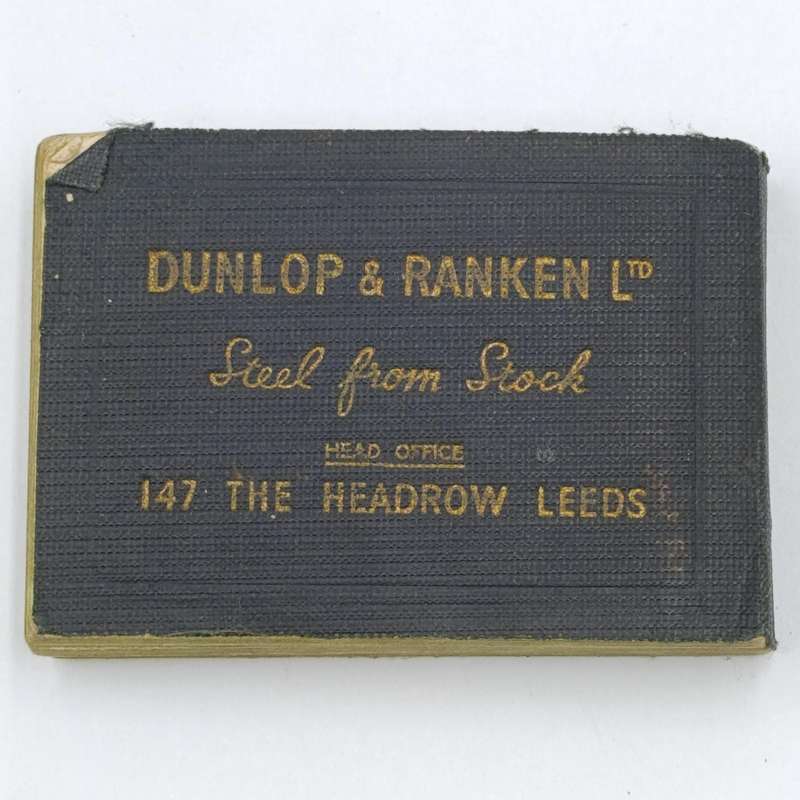 DUNLOP & RANKEN LTD
Steel from Stock
HEAD OFFICE
147 THE HEADROW LEEDS